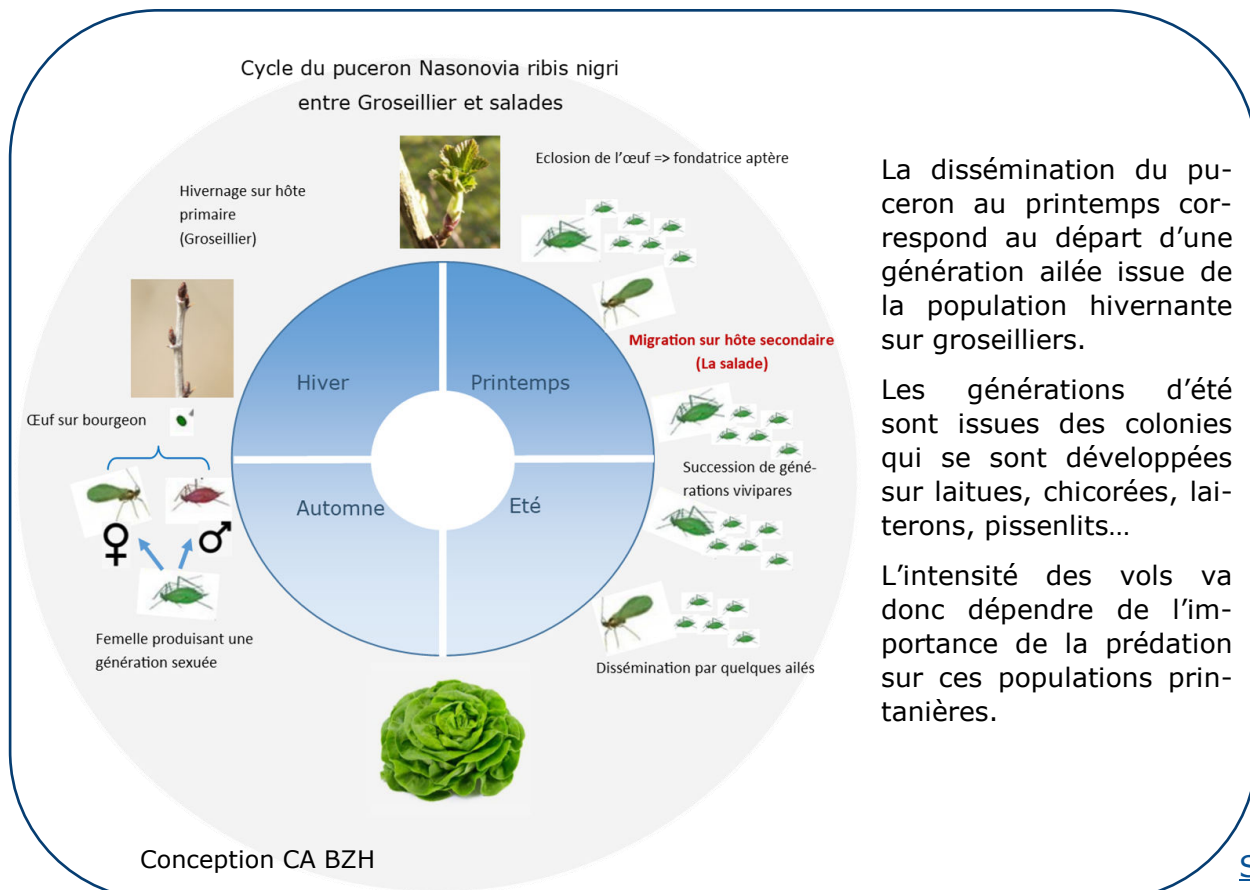 Cycle du puceron Nasonovia ribis nigri
entre Groseillier et salades
Eclosion de l'œuf => fondatrice aptère
Hivernage sur hôte
primaire
(Groseillier)
Migration sur hôte secondaire
(La salade)
Hiver
Printemps
Œuf sur bourgeon
Succession de géné-
rations vivipares
Automne
Eté
♀
♂
Femelle produisant une
génération sexuée
Dissémination par quelques ailés
Conception CA BZH
La dissémination du pu-
ceron au printemps cor-
respond au départ d'une
génération ailée issue de
la population hivernante
sur groseilliers.
Les générations d'été
sont issues des colonies
qui se sont développées
sur laitues, chicorées, lai-
terons, pissenlits…
L'intensité des vols va
donc dépendre de l'im-
portance de la prédation
sur ces populations prin-
tanières.